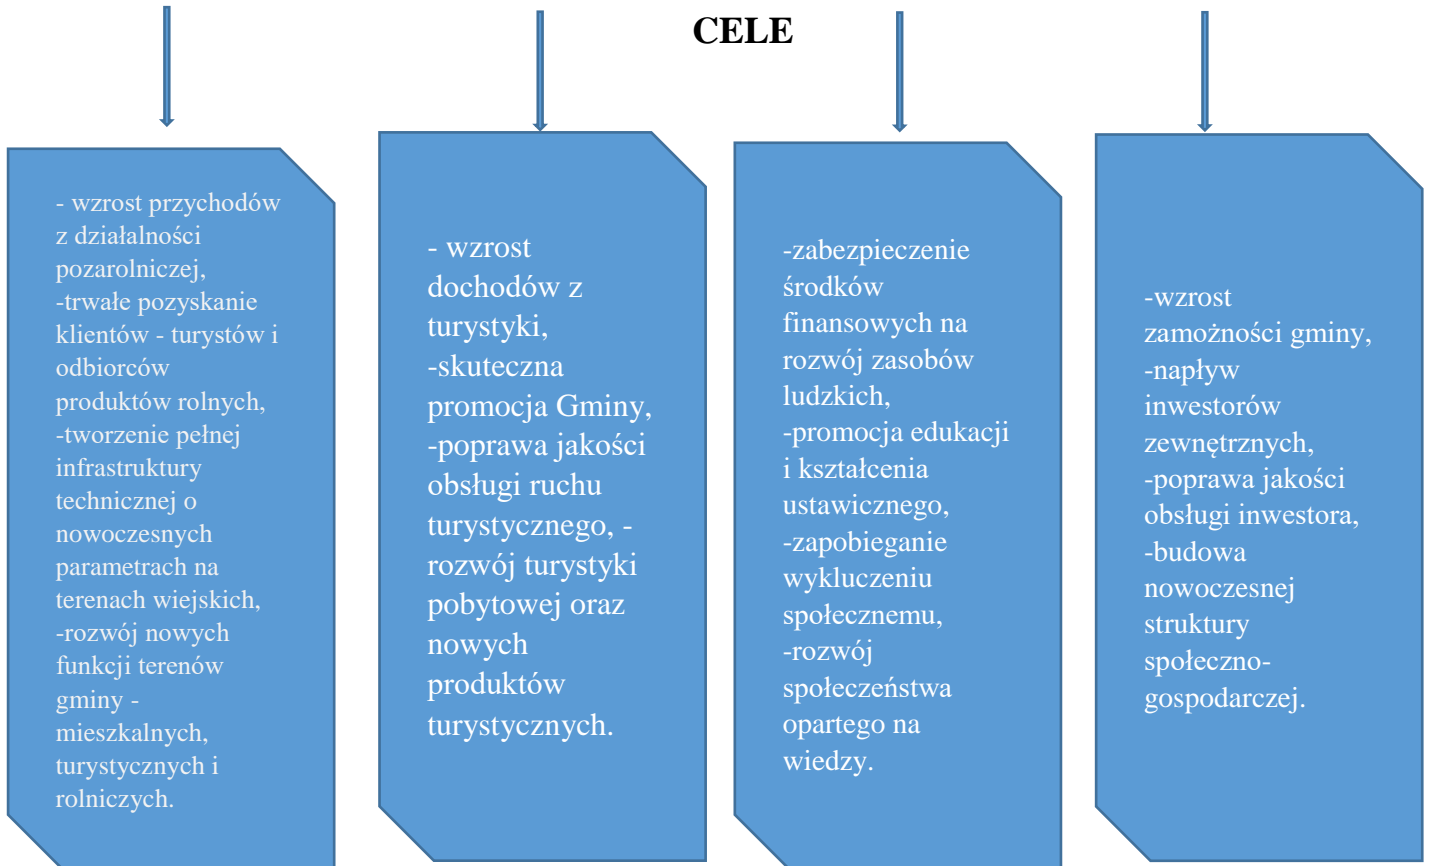 CELE
- wzrost przychodów
z działalności
pozarolniczej,
-trwałe pozyskanie
klientów - turystów i
odbiorców
produktów rolnych,
-tworzenie pełnej
infrastruktury
technicznej o
nowoczesnych
parametrach na
terenach wiejskich,
-rozwój nowych
funkcji terenów
gminy -
mieszkalnych,
turystycznych i
rolniczych.
- wzrost
dochodów z
turystyki,
-skuteczna
promocja Gminy,
-poprawa jakości
obsługi ruchu
turystycznego, -
rozwój turystyki
pobytowej oraz
nowych
produktów
turystycznych.
-zabezpieczenie
środków
finansowych na
rozwój zasobów
ludzkich,
-promocja edukacji
i kształcenia
ustawicznego,
-zapobieganie
wykluczeniu
społecznemu,
-rozwój
społeczeństwa
opartego na
wiedzy.
-wzrost
zamożności gminy,
-napływ
inwestorów
zewnętrznych,
-poprawa jakości
obsługi inwestora,
-budowa
nowoczesnej
struktury
społeczno-
gospodarczej.